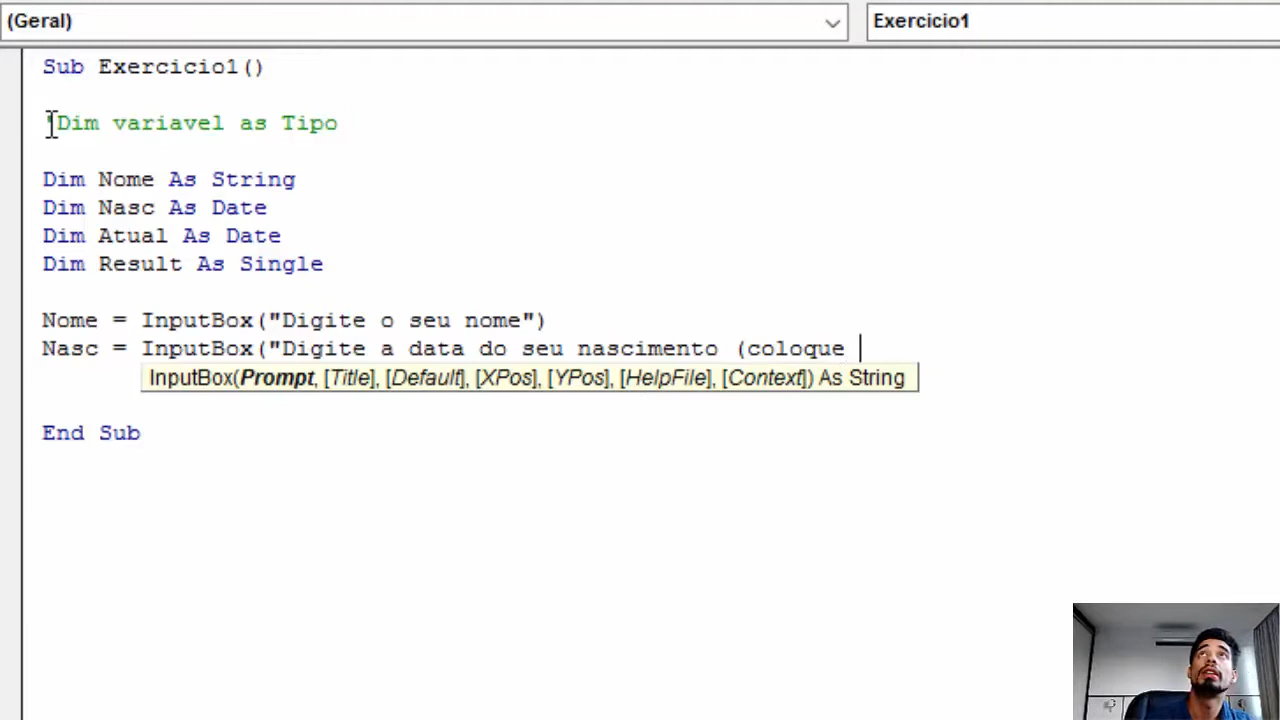 (Geral) Exercicio1
Sub Exercicio1()
'Dim variavel as Tipo
Dim Nome As String
Dim Nasc As Date
Dim Atual As Date
Dim Result As Single
Nome = InputBox("Digite o seu nome")
Nasc = InputBox("Digite a data do seu nascimento (coloque
InputBox(Prompt, [Title], [Default], [XPos], [YPos], [HelpFile], [Context]) As String
End Sub